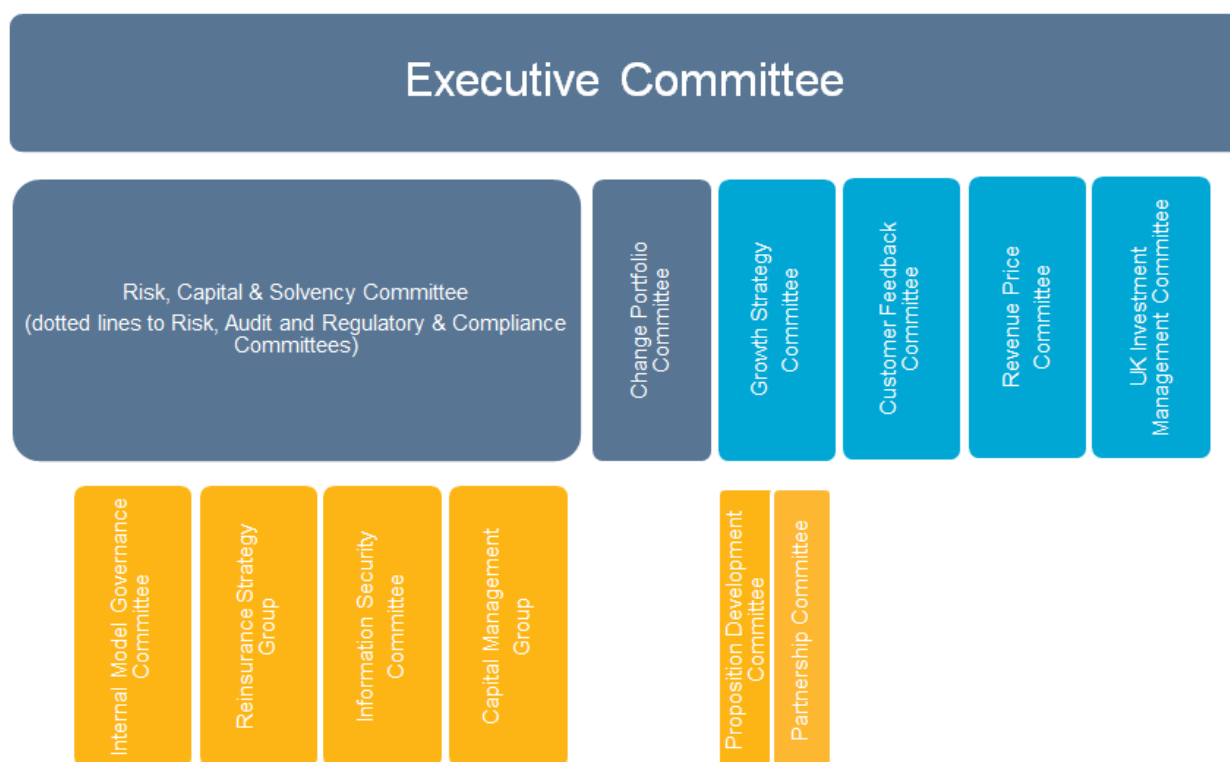 Executive Committee
Risk, Capital & Solvency Committee
(dotted lines to Risk, Audit and Regulatory & Compliance
Committees)
Change Portfolio
Committee
Growth Strategy
Committee
Customer Feedback
Committee
Revenue Price
Committee
UK Investment
Management Committee
Internal Model Governance
Committee
Reinsurance Strategy
Group
Information Security
Committee
Capital Management
Group
Proposition Development
Committee
Partnership Committee